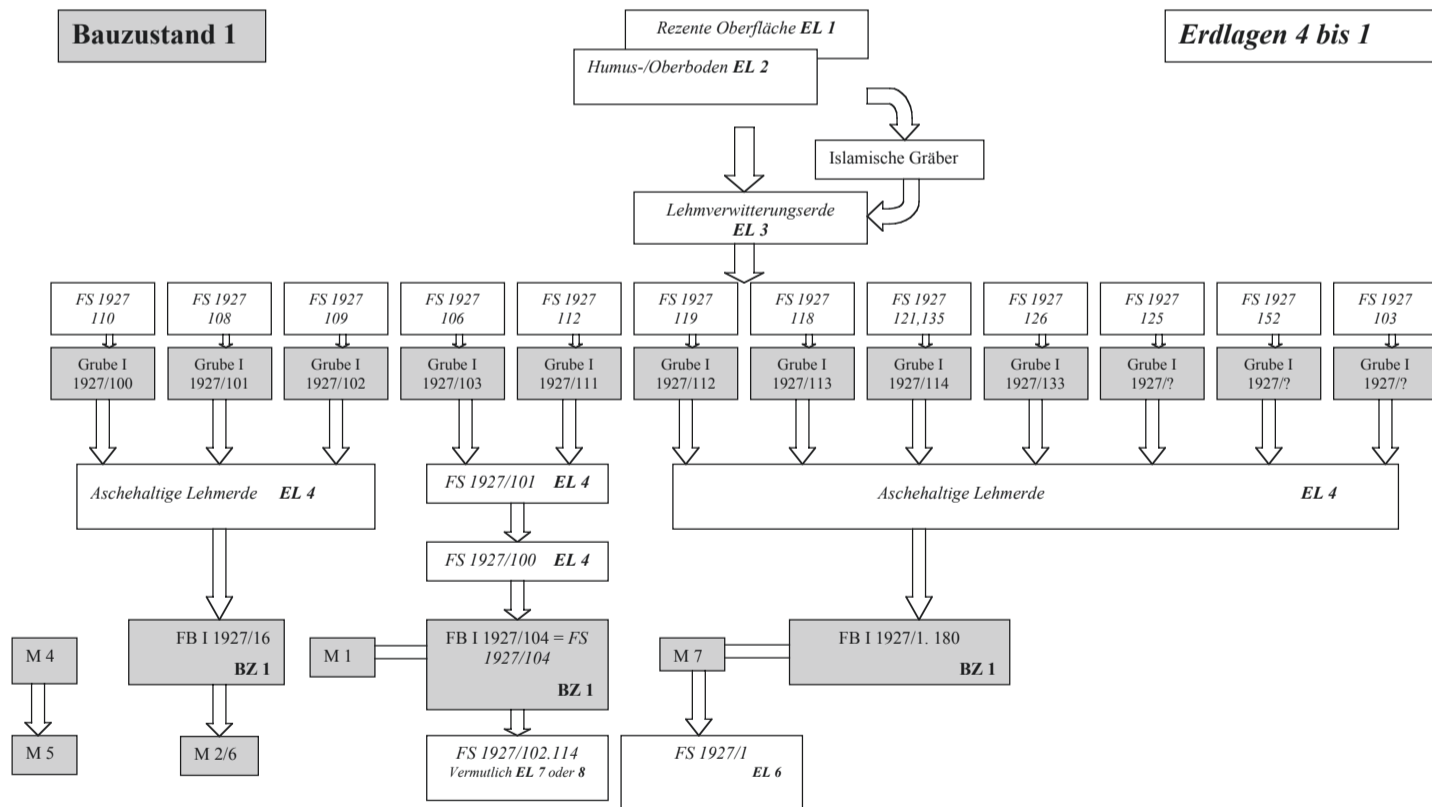 Bauzustand 1
Rezente Oberfläche EL 1
Humus-/Oberboden EL 2
Erdlagen 4 bis 1
Islamische Gräber
Lehmverwitterungserde
EL 3
FS 1927
110
FS 1927
108
FS 1927
109
FS 1927
106
FS 1927
112
FS 1927
119
FS 1927
118
FS 1927
121,135
FS 1927
126
FS 1927
125
FS 1927
152
FS 1927
103
Grube I
1927/100
Grube I
1927/101
Grube I
1927/102
Grube I
1927/103
Grube I
1927/111
Grube I
1927/112
Grube I
1927/113
Grube I
1927/114
Grube I
1927/133
Grube I
1927/?
Grube I
1927/?
Grube I
1927/?
Aschehaltige Lehmerde EL 4
FS 1927/101 EL 4
Aschehaltige Lehmerde EL 4
FS 1927/100 EL 4
M 4
FB I 1927/16
BZ 1
M 1
FB I 1927/104 = FS
1927/104
BZ 1
M 7
FB I 1927/1. 180
BZ 1
M 5
M 2/6
FS 1927/102.114
Vermutlich EL 7 oder 8
FS 1927/1
EL 6